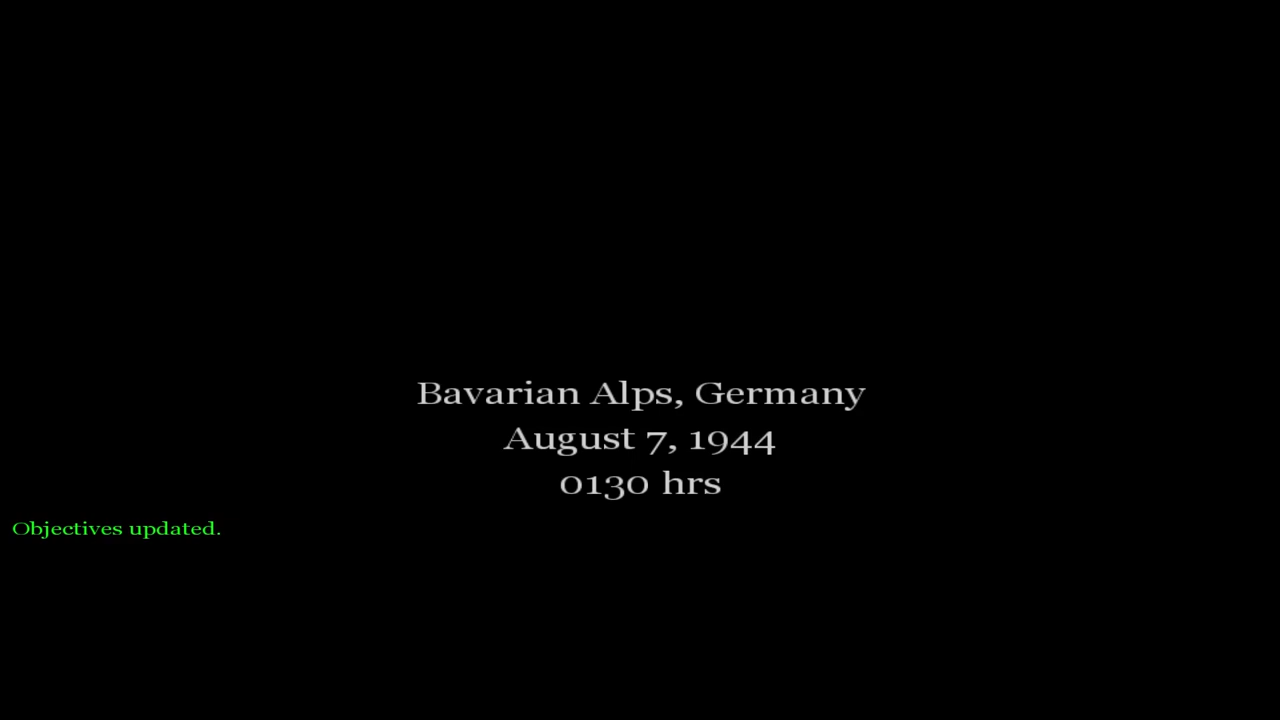 Bavarian Alps, Germany
August 7, 1944
0130 hrs
Objectives updated.